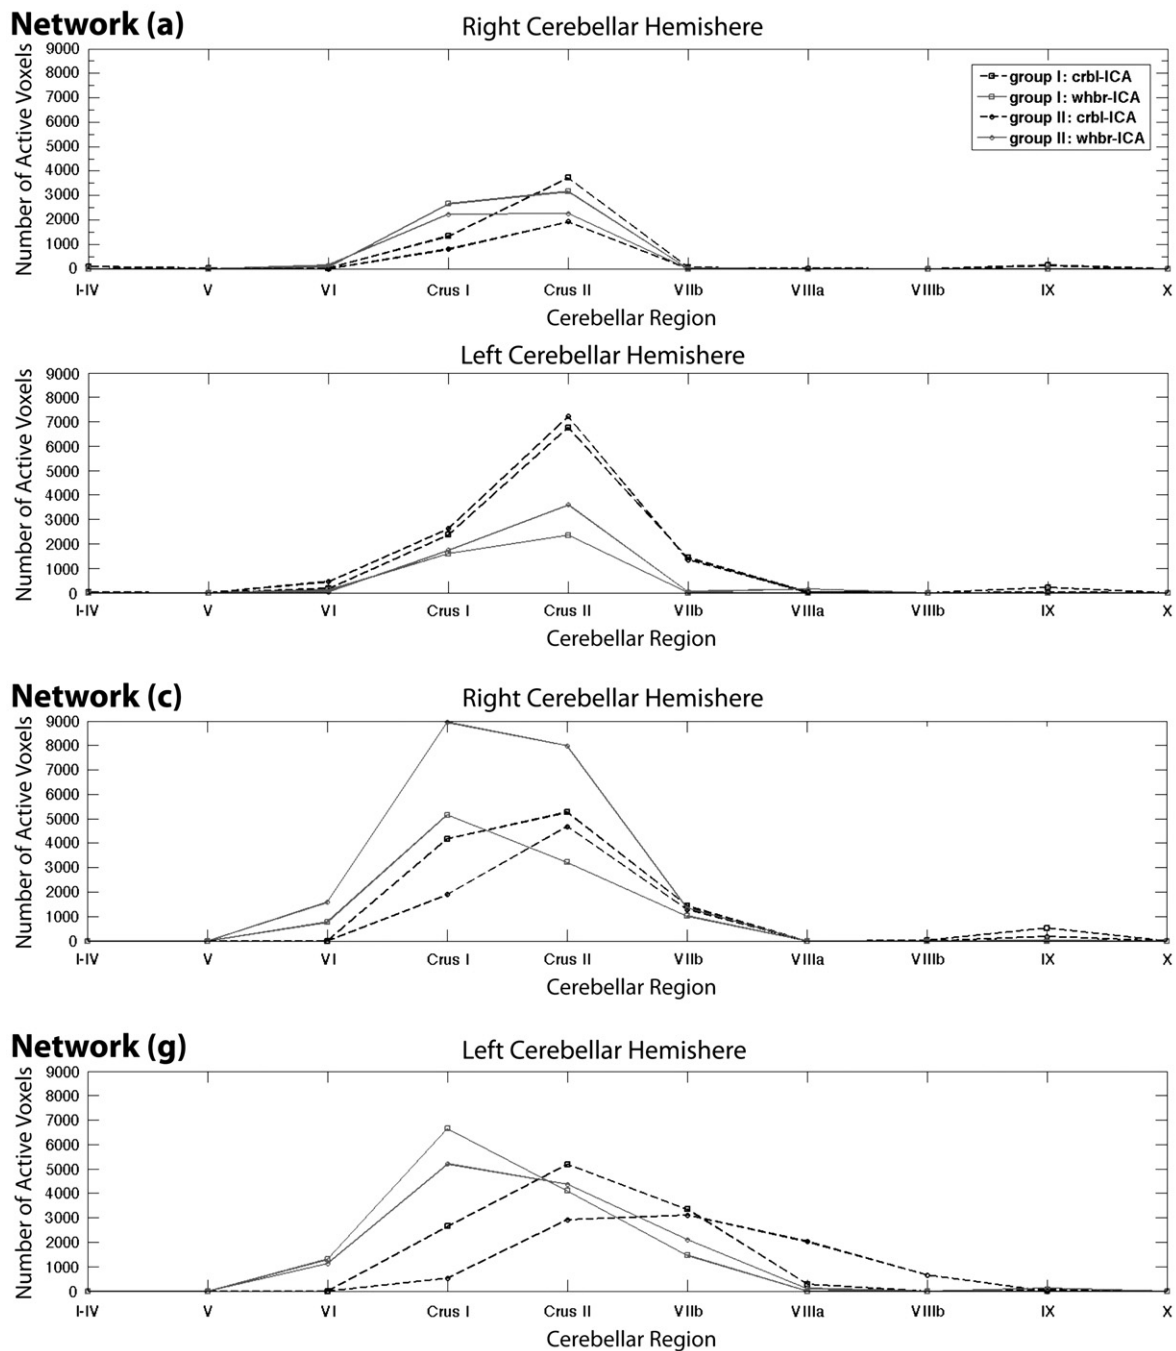 Network (a)
Right Cerebellar Hemishere
Number of Active Voxels
9000
8000
7000
6000
5000
4000
3000
2000
1000
0
group I: crbl-ICA
group I: whbr-ICA
group II: crbl-ICA
group II: whbr-ICA
I-IV V VI Crus I Crus II VIIb VIIIa VIIIb IX X
Cerebellar Region
Left Cerebellar Hemishere
Number of Active Voxels
9000
8000
7000
6000
5000
4000
3000
2000
1000
0
I-IV V VI Crus I Crus II VIIb VIIIa VIIIb IX X
Cerebellar Region
Network (c)
Right Cerebellar Hemishere
Number of Active Voxels
9000
8000
7000
6000
5000
4000
3000
2000
1000
0
I-IV V VI Crus I Crus II VIIb VIIIa VIIIb IX X
Cerebellar Region
Network (g)
Left Cerebellar Hemishere
Number of Active Voxels
9000
8000
7000
6000
5000
4000
3000
2000
1000
0
I-IV V VI Crus I Crus II VIIb VIIIa VIIIb IX X
Cerebellar Region